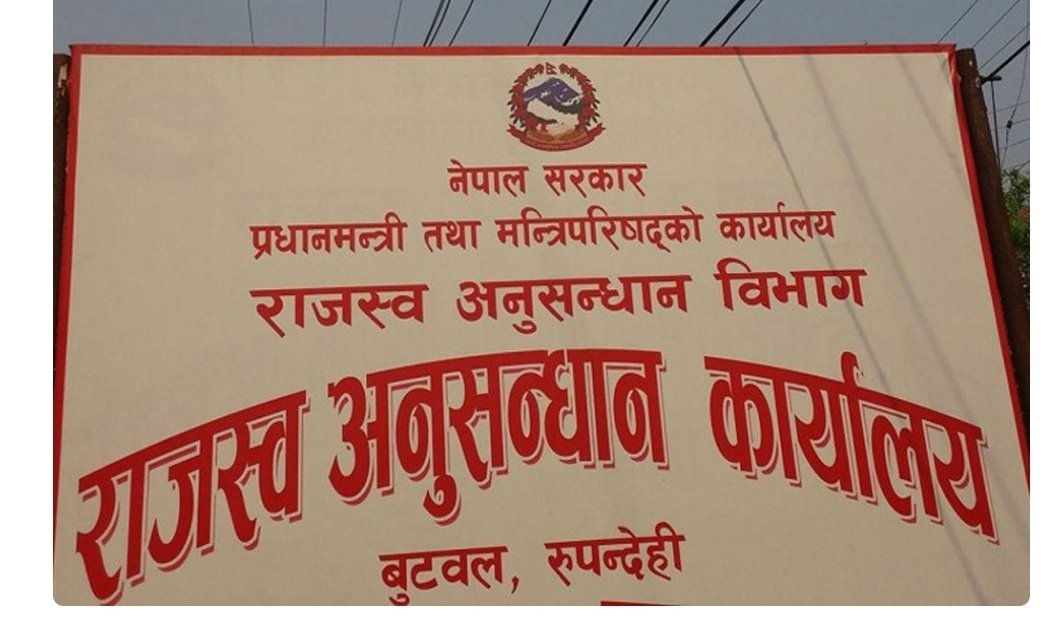 नेपाल सरकार
प्रधानमन्त्री तथा मन्त्रिपरिषद्को कार्यालय
राजस्व अनुसन्धान विभाग
राजस्व अनुसन्धान कार्यालय
बुटवल, रुपन्देही